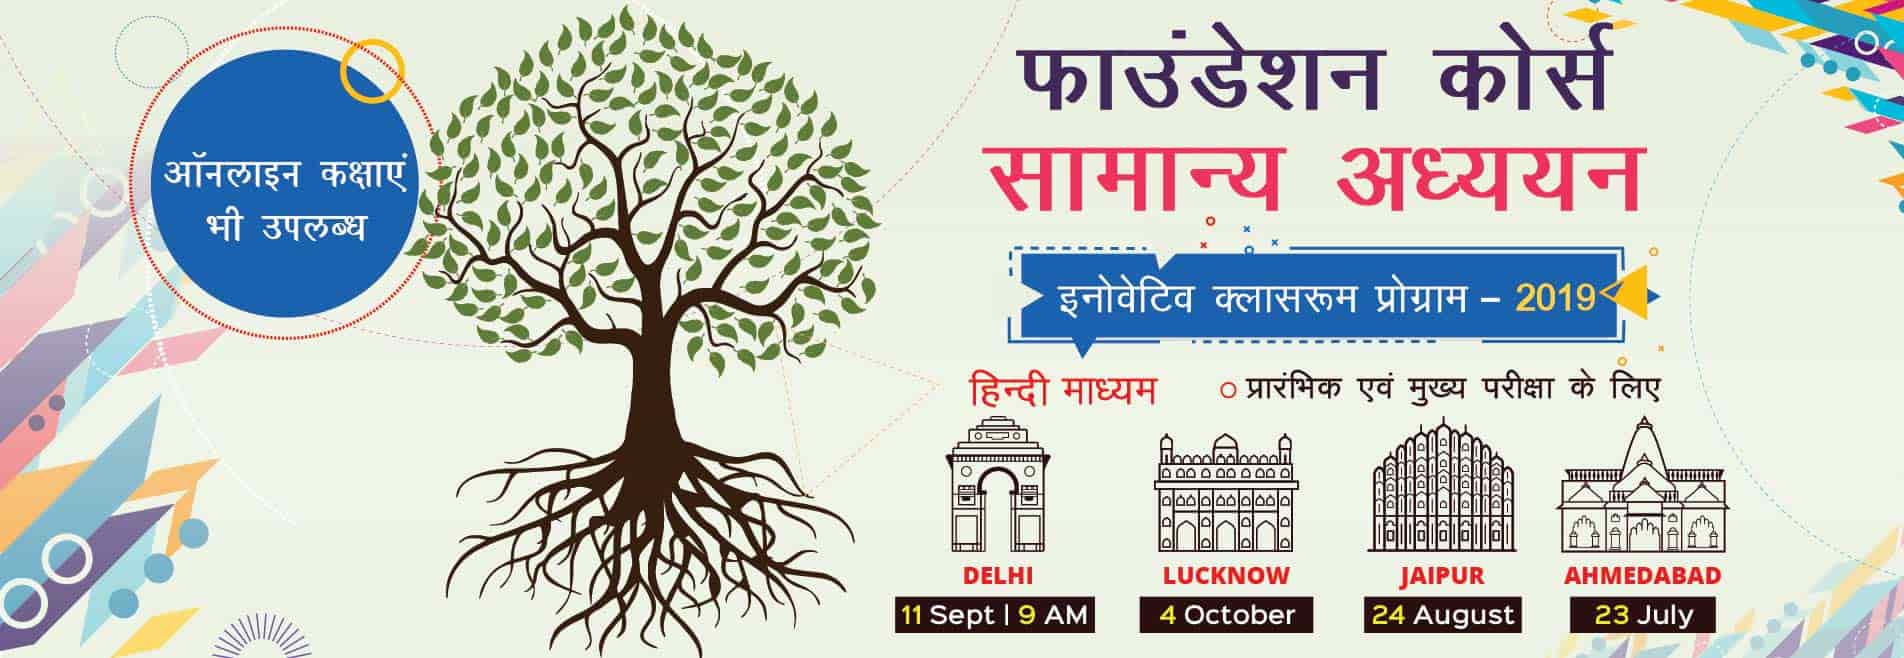 ऑनलाइन कक्षाएं
भी उपलब्ध
फाउंडेशन कोर्स
सामान्य अध्ययन
इनोवेटिव क्लासरूम प्रोग्राम – 2019
हिन्दी माध्यम
प्रारंभिक एवं मुख्य परीक्षा के लिए
DELHI
11 Sept | 9 AM
LUCKNOW
4 October
JAIPUR
24 August
AHMEDABAD
23 July